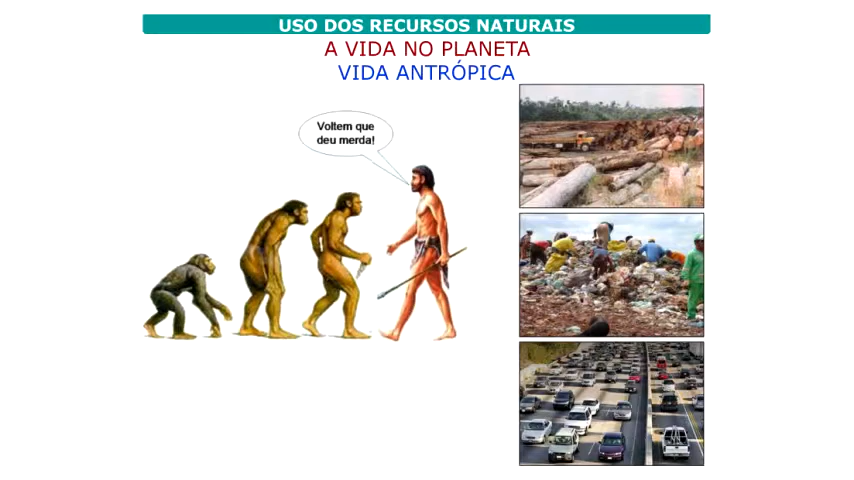 USO DOS RECURSOS NATURAIS
A VIDA NO PLANETA
VIDA ANTRÓPICA
Voltem que
deu merda!